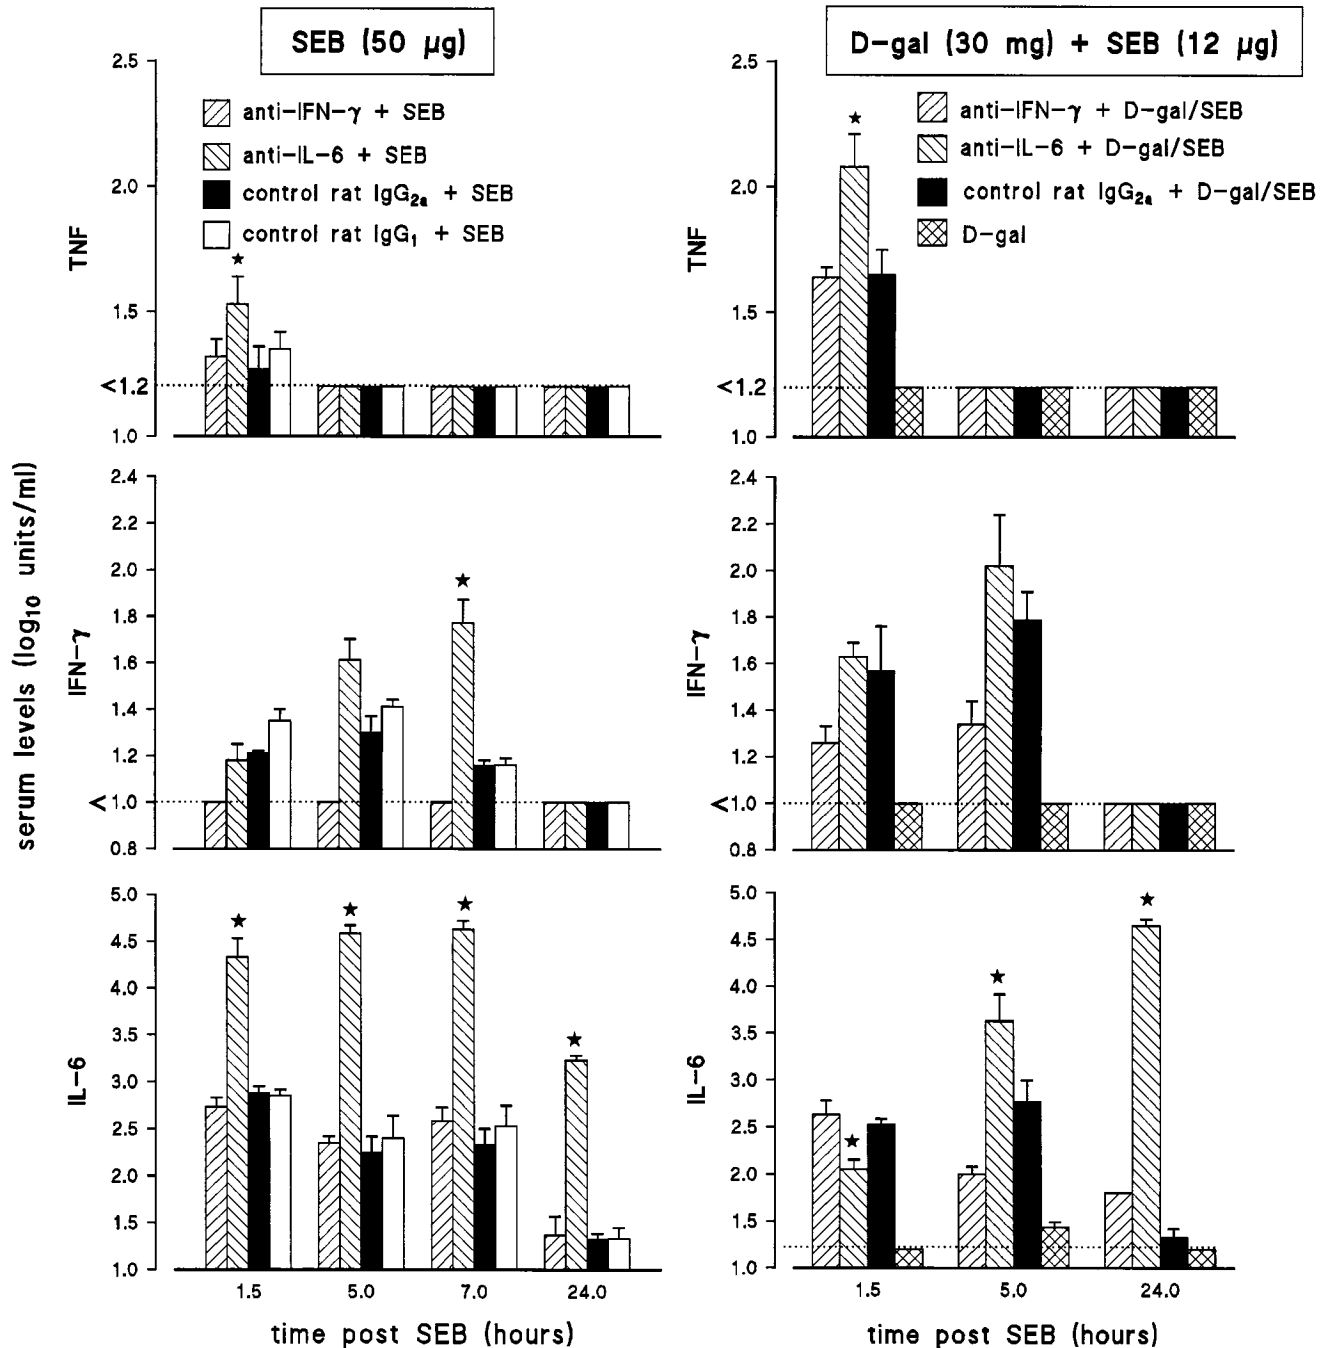 SEB (50 µg)
anti-IFN-γ + SEB
anti-IL-6 + SEB
control rat IgG2a + SEB
control rat IgG1 + SEB
TNF
2.5
2.0
1.5
<1.2
1.0
D-gal (30 mg) + SEB (12 µg)
anti-IFN-γ + D-gal/SEB
anti-IL-6 + D-gal/SEB
control rat IgG2a + D-gal/SEB
D-gal
TNF
2.5
2.0
1.5
<1.2
1.0
serum levels (log10 units/ml)
IFN-γ
2.4
2.2
2.0
1.8
1.6
1.4
1.2
< 1.0
0.8
IFN-γ
2.4
2.2
2.0
1.8
1.6
1.4
1.2
< 1.0
0.8
IL-6
5.0
4.5
4.0
3.5
3.0
2.5
2.0
1.5
1.0
1.5 5.0 7.0 24.0
time post SEB (hours)
IL-6
5.0
4.5
4.0
3.5
3.0
2.5
2.0
1.5
1.0
1.5 5.0 24.0
time post SEB (hours)